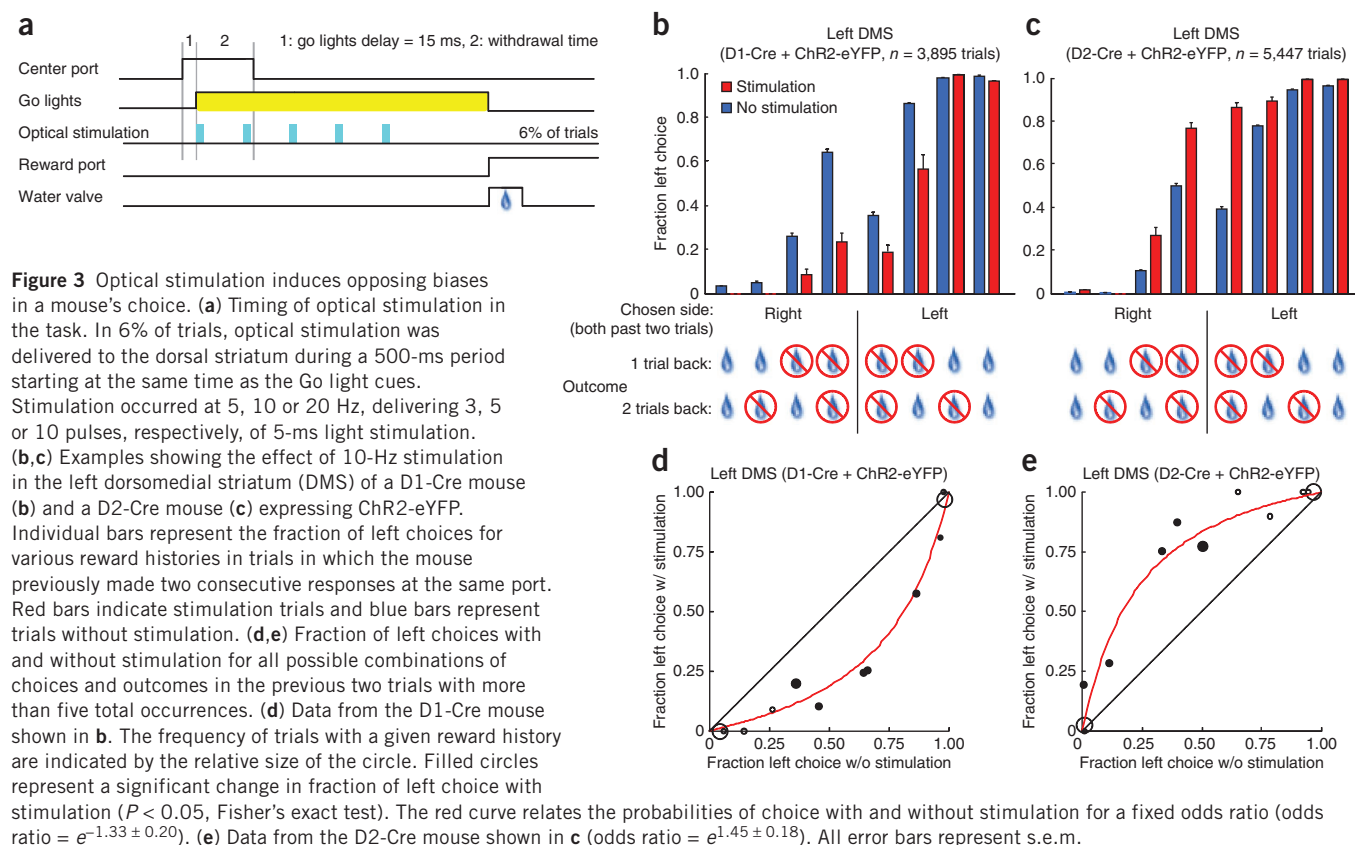 a
1 2 1: go lights delay = 15 ms, 2: withdrawal time
Center port
Go lights
Optical stimulation 6% of trials
Reward port
Water valve
b
Left DMS
(D1-Cre + ChR2-eYFP, n = 3,895 trials)
1.0
0.8
0.6
0.4
0.2
0
Fraction left choice
Stimulation
No stimulation
c
Left DMS
(D2-Cre + ChR2-eYFP, n = 5,447 trials)
1.0
0.8
0.6
0.4
0.2
0
Chosen side:
(both past two trials)
Right Left
Right Left
1 trial back:
Outcome
2 trials back:
d
Left DMS (D1-Cre + ChR2-eYFP)
1.00
0.75
0.50
0.25
0
Fraction left choice w/ stimulation
0 0.25 0.50 0.75 1.00
Fraction left choice w/o stimulation
e
Left DMS (D2-Cre + ChR2-eYFP)
1.00
0.75
0.50
0.25
0
Fraction left choice w/ stimulation
0 0.25 0.50 0.75 1.00
Fraction left choice w/o stimulation
Figure 3 Optical stimulation induces opposing biases
in a mouse's choice. (a) Timing of optical stimulation in
the task. In 6% of trials, optical stimulation was
delivered to the dorsal striatum during a 500-ms period
starting at the same time as the Go light cues.
Stimulation occurred at 5, 10 or 20 Hz, delivering 3, 5
or 10 pulses, respectively, of 5-ms light stimulation.
(b,c) Examples showing the effect of 10-Hz stimulation
in the left dorsomedial striatum (DMS) of a D1-Cre mouse
(b) and a D2-Cre mouse (c) expressing ChR2-eYFP.
Individual bars represent the fraction of left choices for
various reward histories in trials in which the mouse
previously made two consecutive responses at the same port.
Red bars indicate stimulation trials and blue bars represent
trials without stimulation. (d,e) Fraction of left choices with
and without stimulation for all possible combinations of
choices and outcomes in the previous two trials with more
than five total occurrences. (d) Data from the D1-Cre mouse
shown in b. The frequency of trials with a given reward history
are indicated by the relative size of the circle. Filled circles
represent a significant change in fraction of left choice with
stimulation (P < 0.05, Fisher's exact test). The red curve relates the probabilities of choice with and without stimulation for a fixed odds ratio (odds
ratio = e−1.33 ± 0.20). (e) Data from the D2-Cre mouse shown in c (odds ratio = e1.45 ± 0.18). All error bars represent s.e.m.